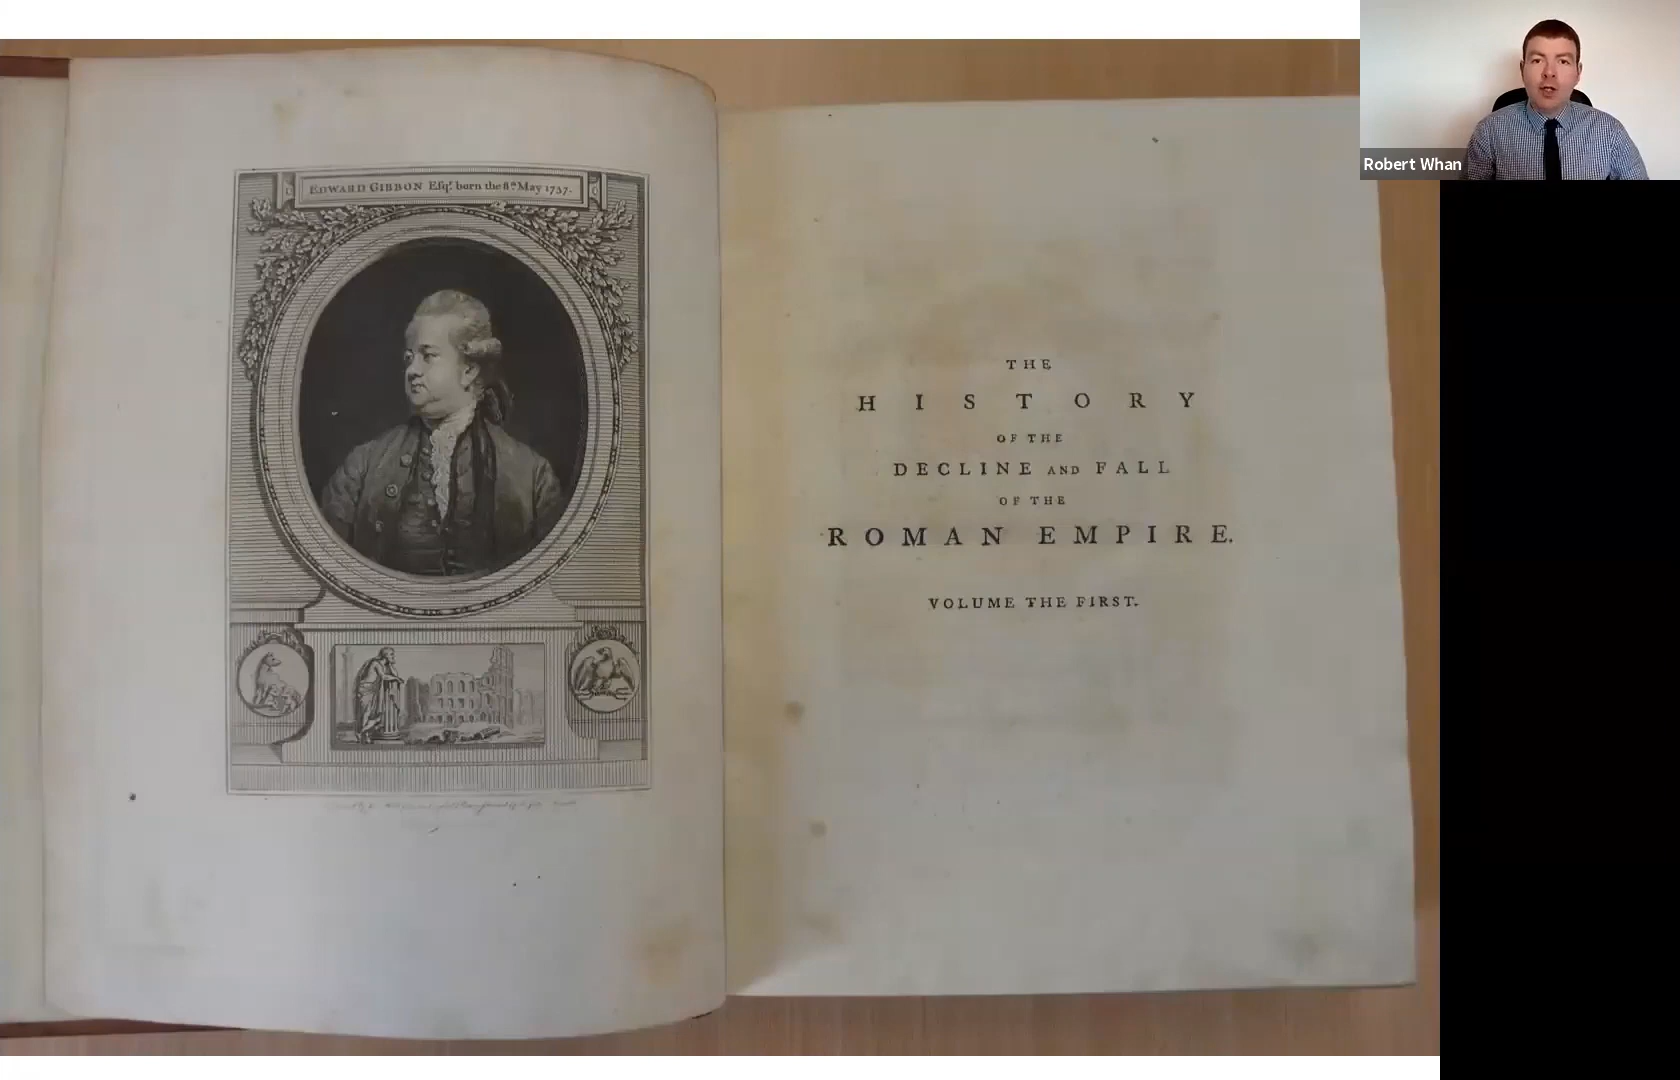 EDWARD GIBBON Esqr. born the 8th May 1737.
THE
HISTORY
OF THE
DECLINE AND FALL
OF THE
ROMAN EMPIRE.
VOLUME THE FIRST.
Robert Whan